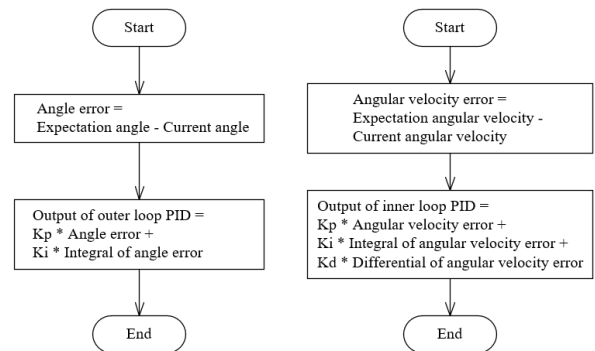 Start
Angle error =
Expectation angle - Current angle
Output of outer loop PID =
Kp * Angle error +
Ki * Integral of angle error
End
Start
Angular velocity error =
Expectation angular velocity -
Current angular velocity
Output of inner loop PID =
Kp * Angular velocity error +
Ki * Integral of angular velocity error +
Kd * Differential of angular velocity error
End